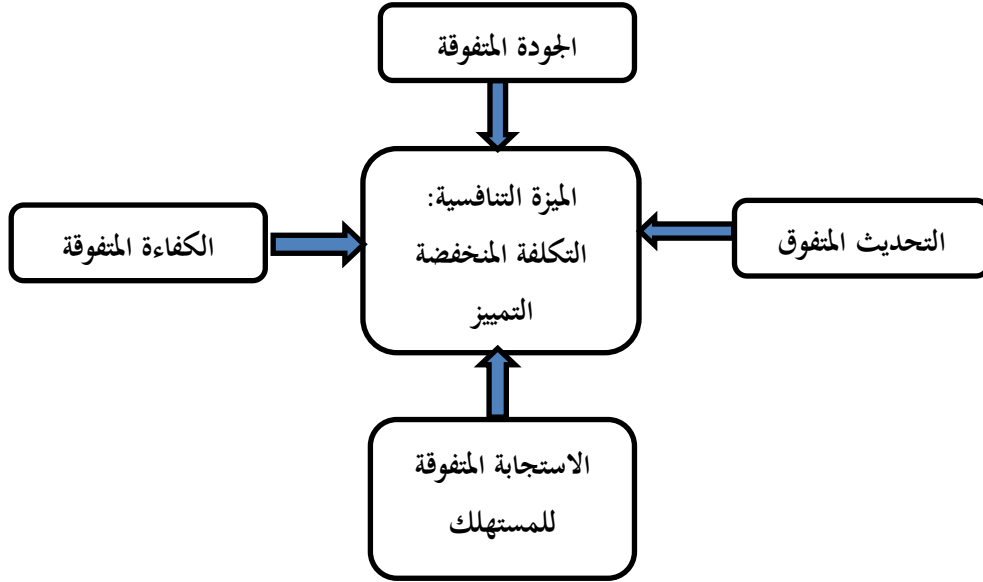 الجودة المتفوقة
الميزة التنافسية:
التكلفة المنخفضة
التمييز
التحديث المتفوق
الكفاءة المتفوقة
الاستجابة المتفوقة
للمستهلك